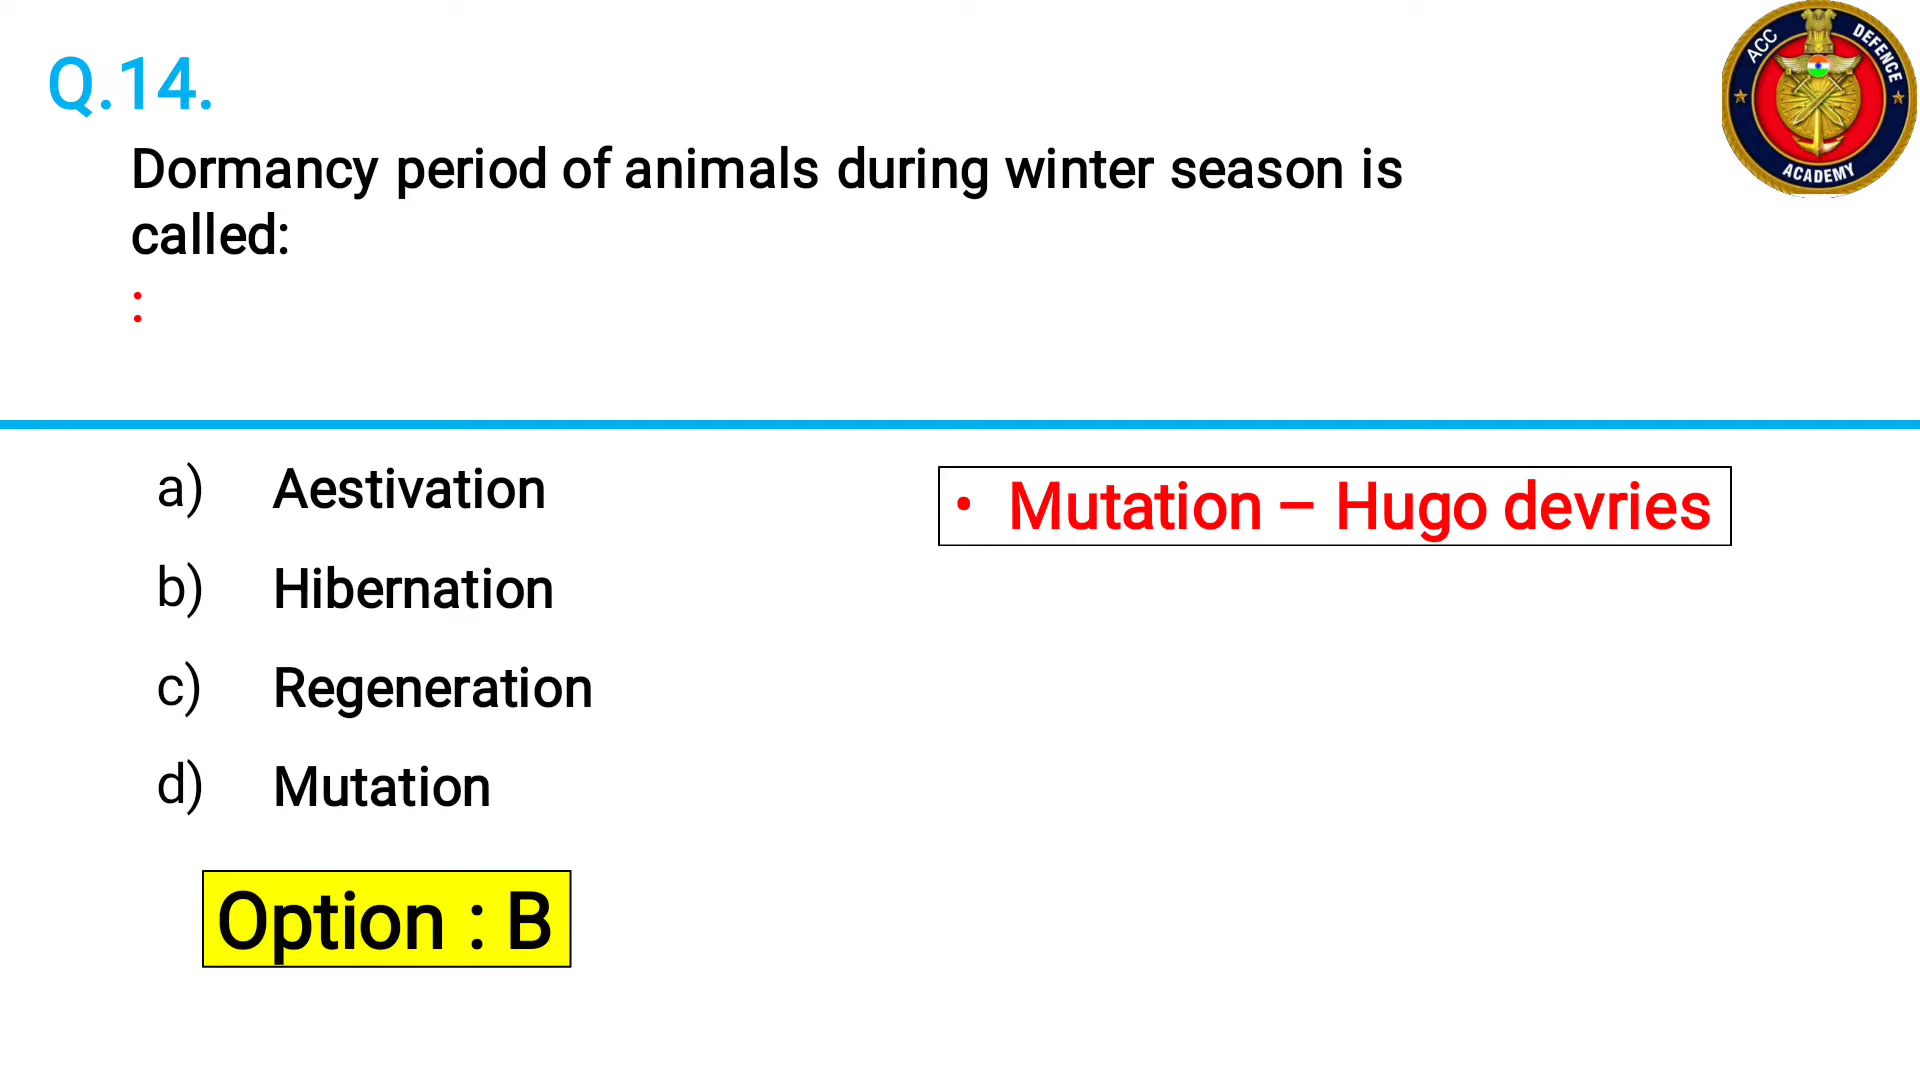 Q.14.
ACC DEFENCE
ACADEMY
Dormancy period of animals during winter season is
called:
:
a) Aestivation
b) Hibernation
c) Regeneration
d) Mutation
• Mutation – Hugo devries
Option : B